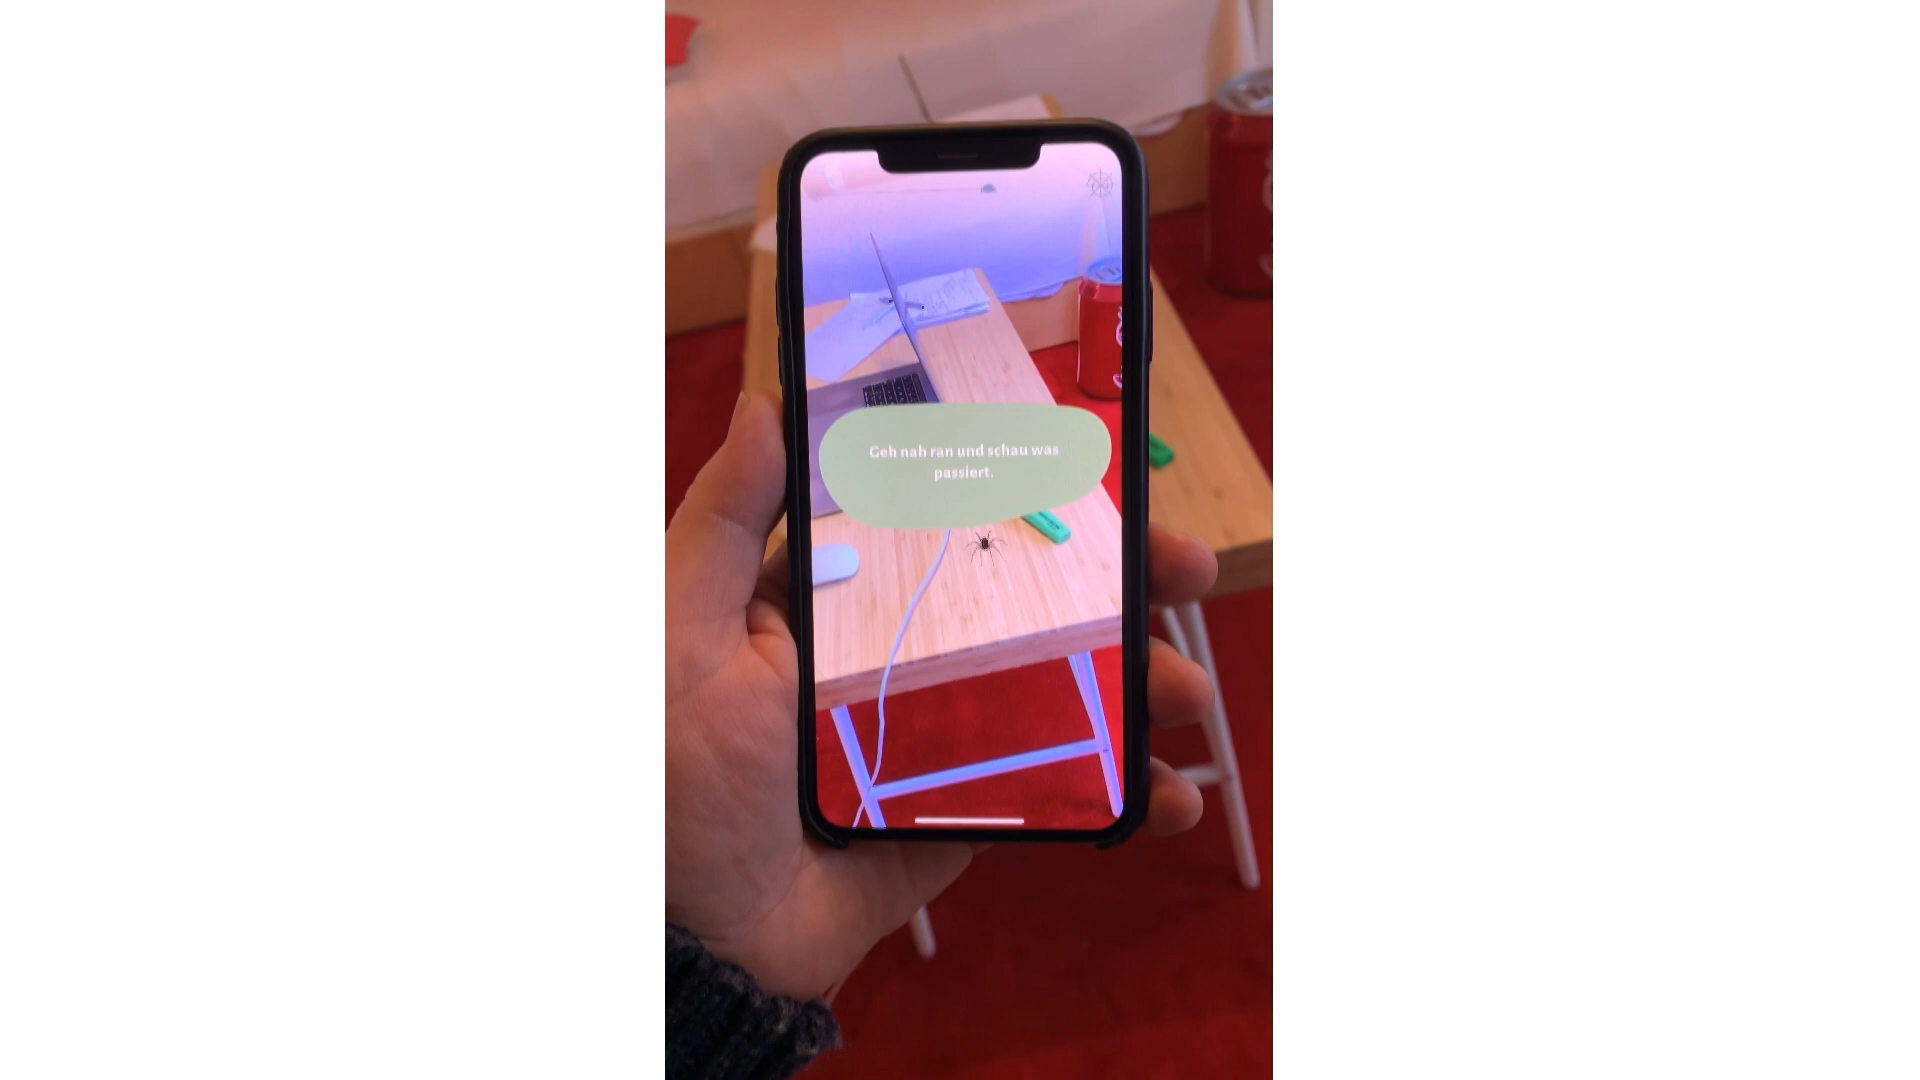 Geh nah ran und schau was
passiert.